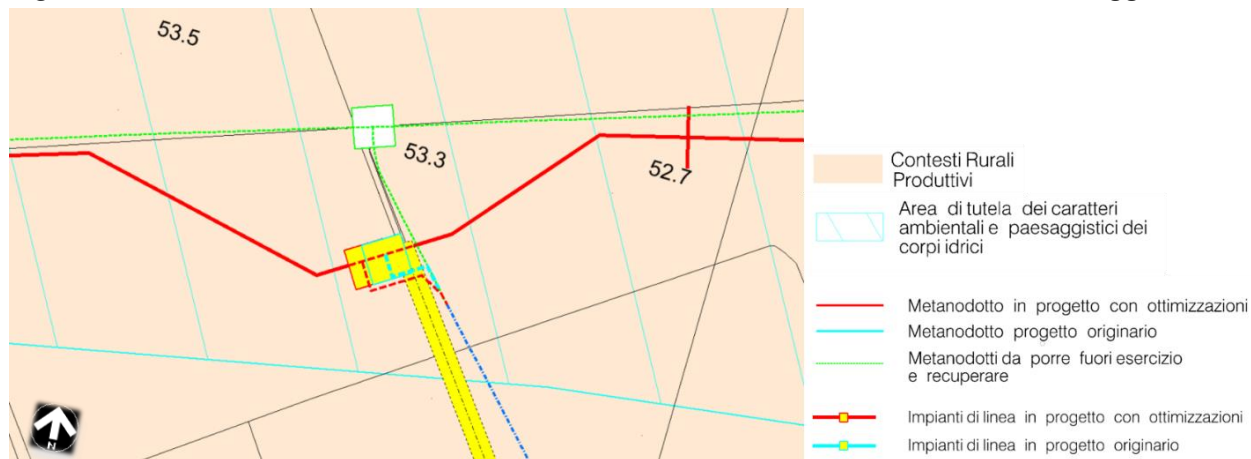 53.5
53.3
52.7
N
Contesti Rurali
Produttivi
Area di tutela dei caratteri
ambientali e paesaggistici dei
corpi idrici
Metanodotto in progetto con ottimizzazioni
Metanodotto progetto originario
Metanodotti da porre fuori esercizio
e recuperare
Impianti di linea in progetto con ottimizzazioni
Impianti di linea in progetto originario